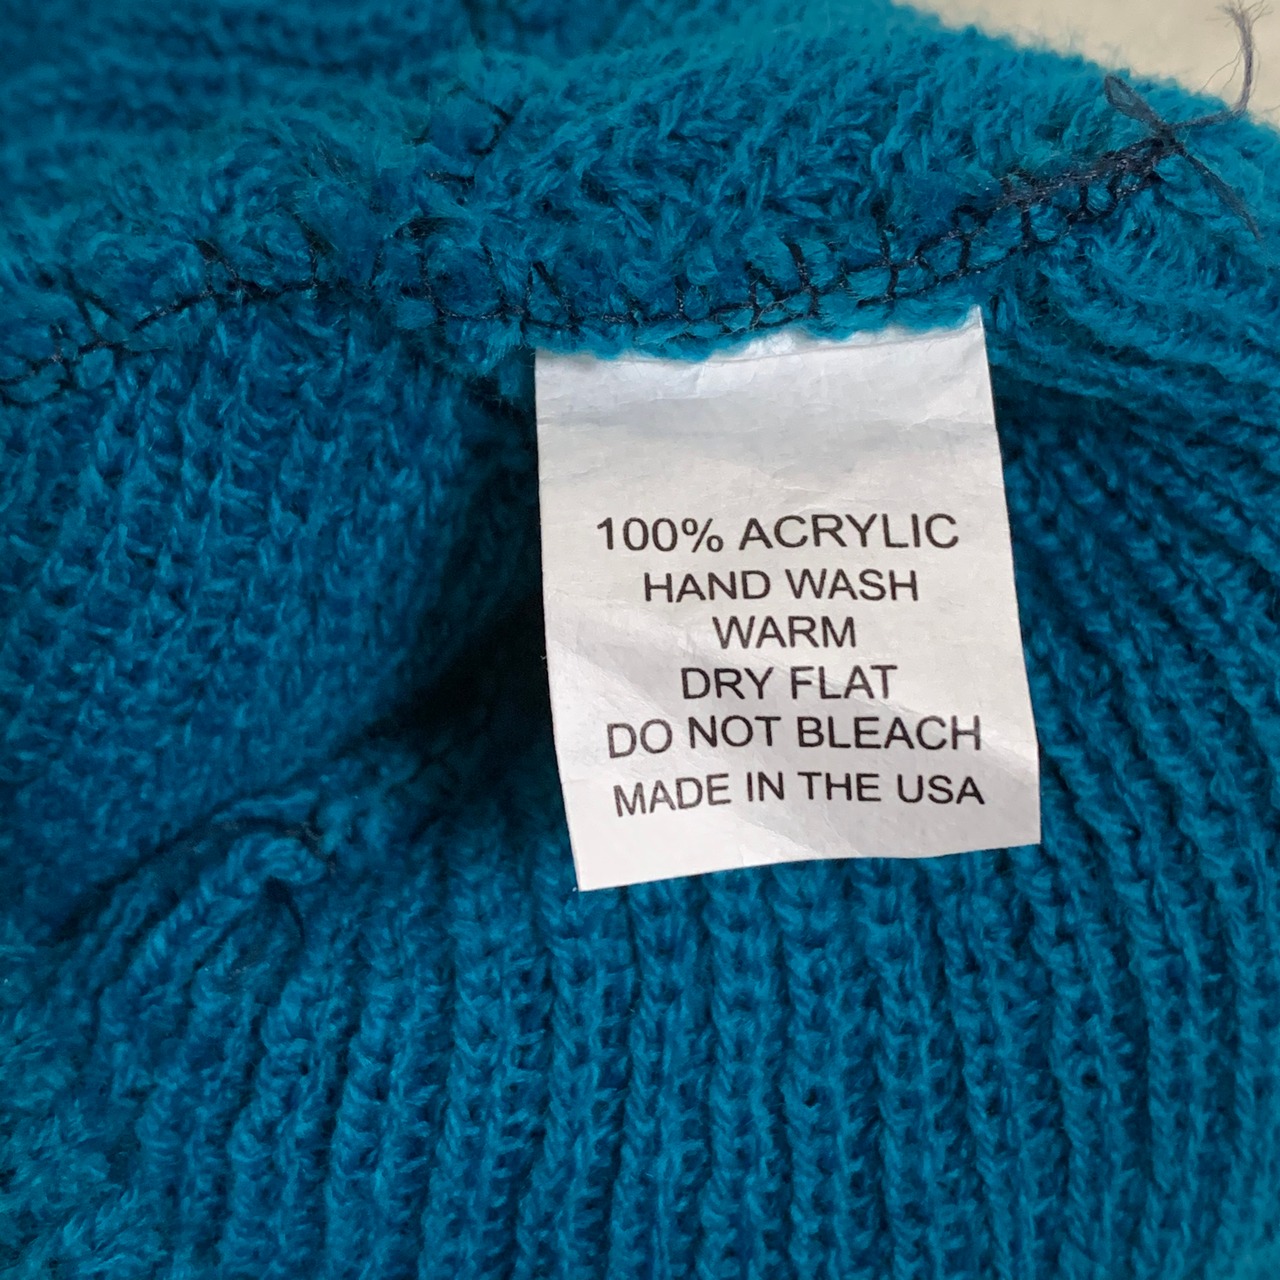 100% ACRYLIC
HAND WASH
WARM
DRY FLAT
DO NOT BLEACH
MADE IN THE USA